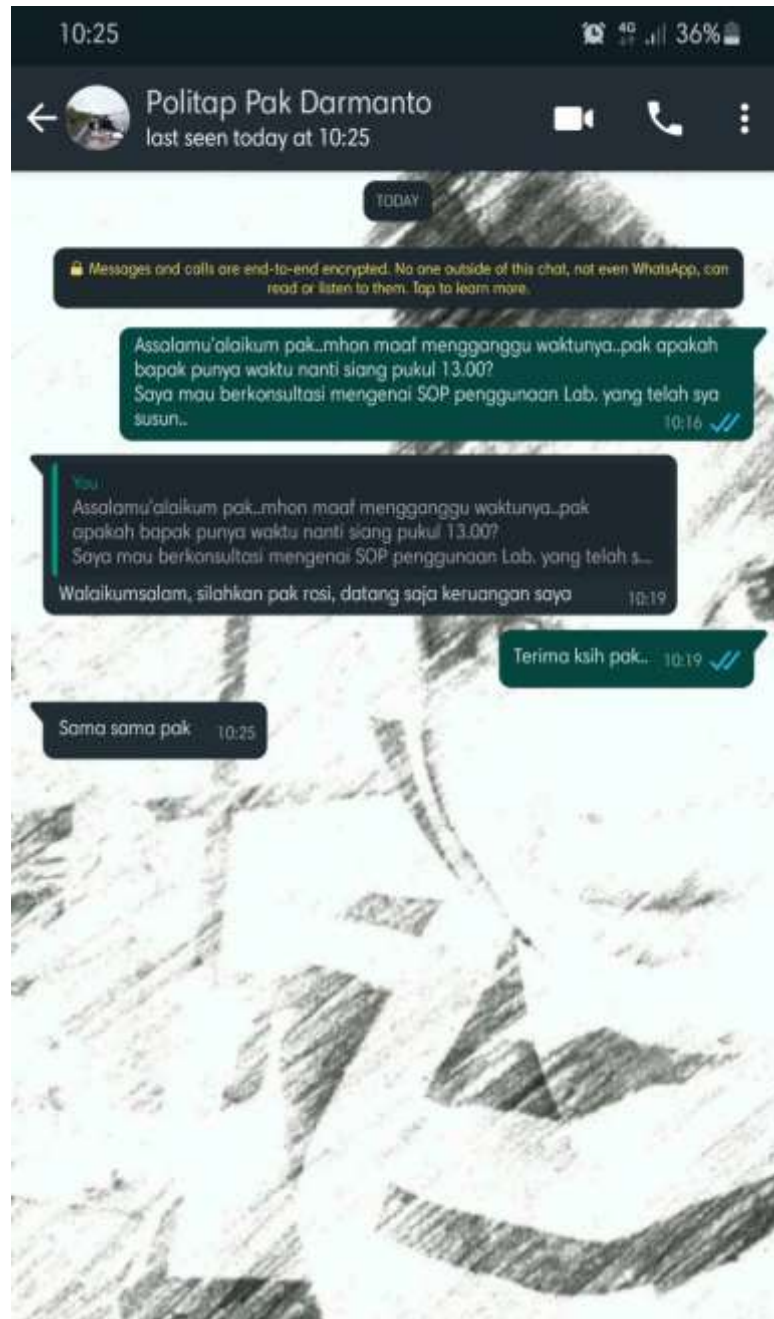 10:25
4G
36%
Politap Pak Darmanto
last seen today at 10:25
TODAY
Messages and calls are end-to-end encrypted. No one outside of this chat, not even WhatsApp, can
read or listen to them. Tap to learn more.
Assalamu'alaikum pak..mhon maaf mengganggu waktunya..pak apakah
bapak punya waktu nanti siang pukul 13.00?
Saya mau berkonsultasi mengenai SOP penggunaan Lab. yang telah sya
susun..
10:16
You
Assalamu'alaikum pak..mhon maaf mengganggu waktunya..pak
apakah bapak punya waktu nanti siang pukul 13.00?
Saya mau berkonsultasi mengenai SOP penggunaan Lab. yang telah s...
Walaikumsalam, silahkan pak rosi, datang saja keruangan saya
10:19
Terima ksih pak..
10:19
Sama sama pak
10:25